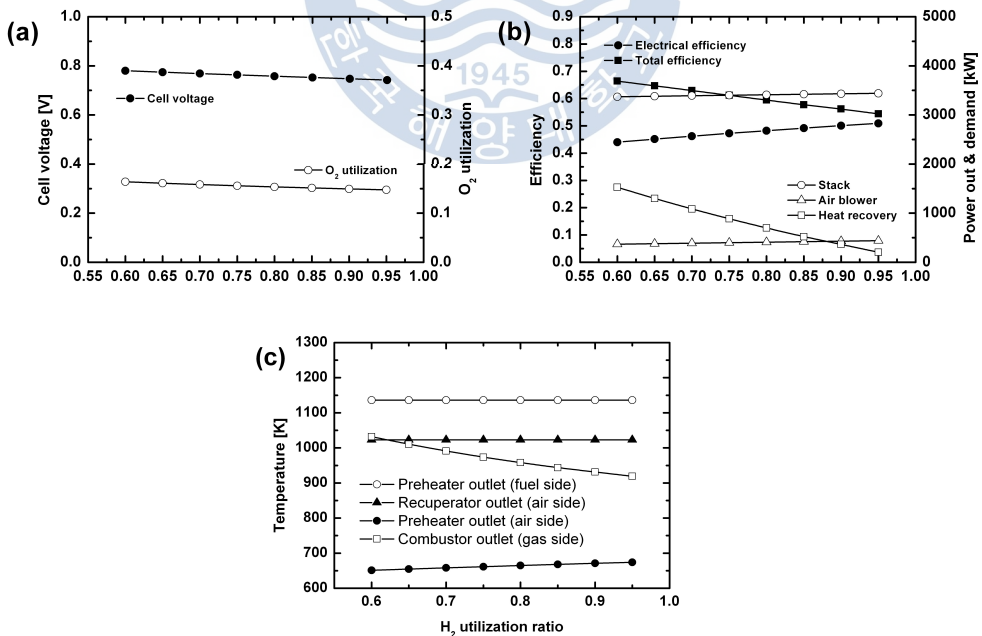 (a)
Cell voltage [V]
1.0
0.8
0.6
0.4
0.2
0.0
0.5
0.4
0.3
0.2
0.1
0.0
O2 utilization
Cell voltage
O2 utilization
0.55 0.60 0.65 0.70 0.75 0.80 0.85 0.90 0.95 1.00
1945
(b)
Efficiency
0.9
0.8
0.7
0.6
0.5
0.4
0.3
0.2
0.1
0.0
5000
4000
3000
2000
1000
0
Power out & demand [kW]
Electrical efficiency
Total efficiency
Stack
Air blower
Heat recovery
0.55 0.60 0.65 0.70 0.75 0.80 0.85 0.90 0.95 1.00
(c)
Temperature [K]
1300
1200
1100
1000
900
800
700
600
Preheater outlet (fuel side)
Recuperator outlet (air side)
Preheater outlet (air side)
Combustor outlet (gas side)
0.6 0.7 0.8 0.9 1.0
H2 utilization ratio